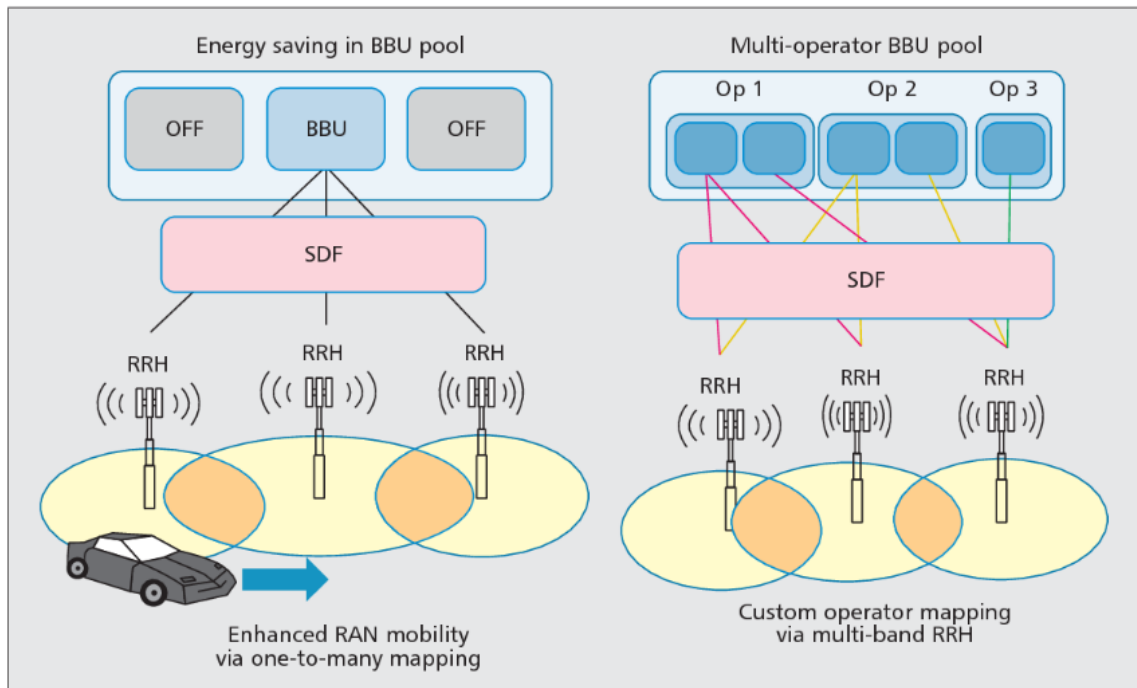 Energy saving in BBU pool
OFF
BBU
OFF
SDF
RRH
RRH
RRH
Enhanced RAN mobility
via one-to-many mapping
Multi-operator BBU pool
Op 1
Op 2
Op 3
SDF
RRH
RRH
RRH
Custom operator mapping
via multi-band RRH